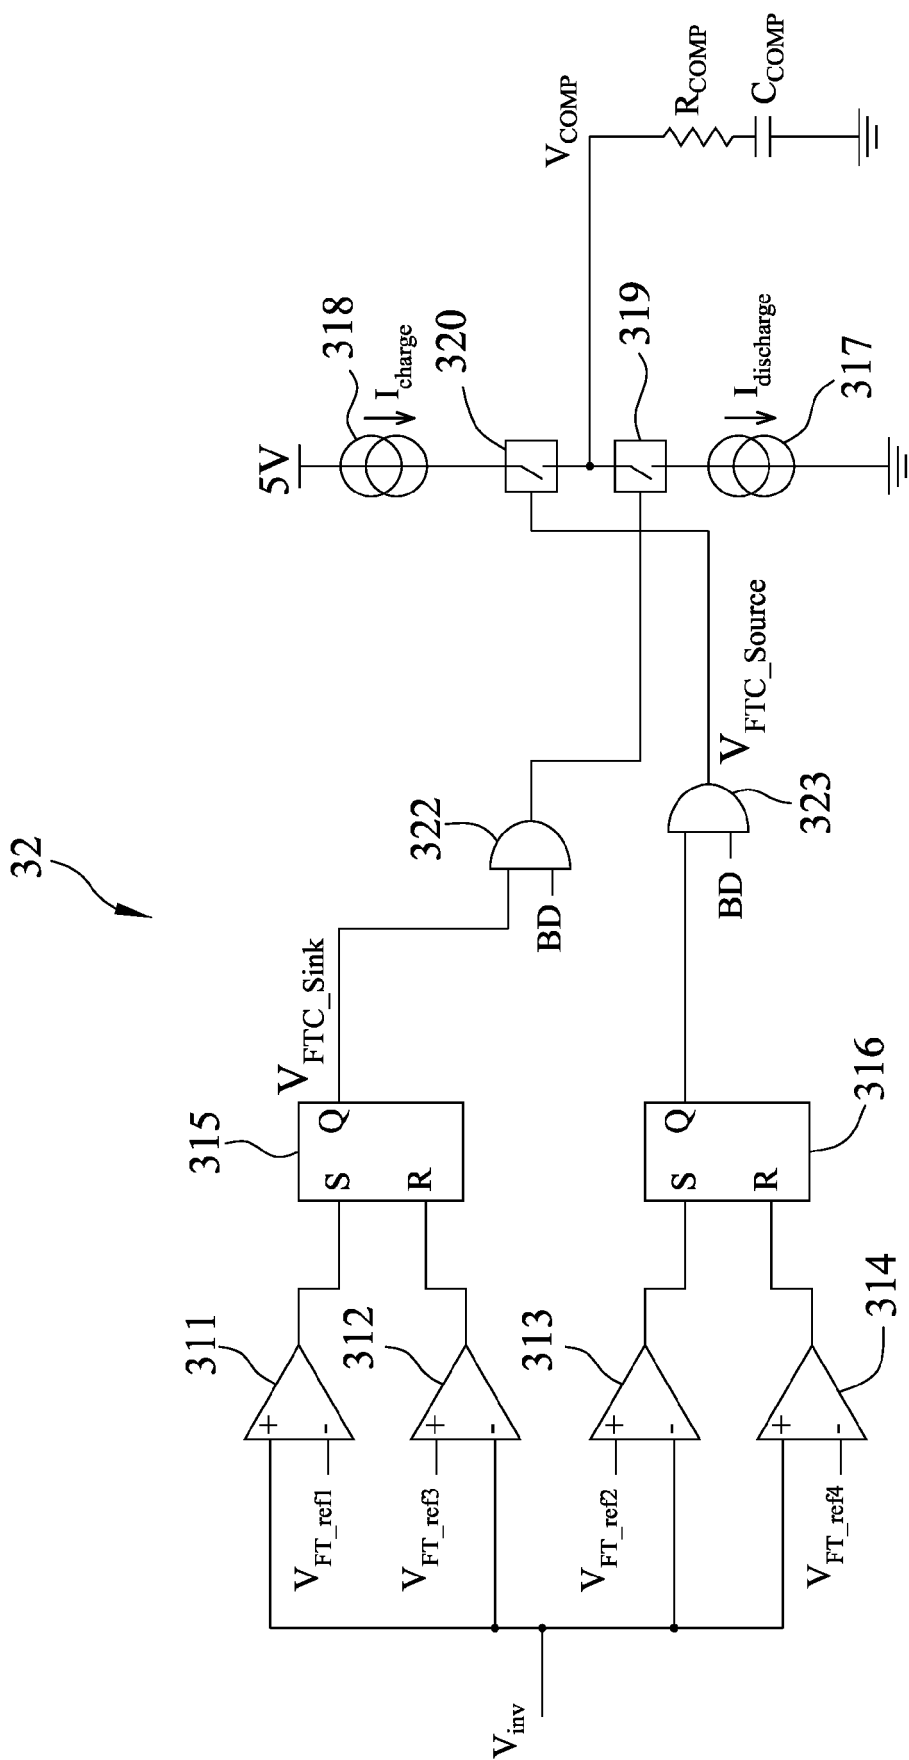 32
V_inv
V_FT_ref1
V_FT_ref3
V_FT_ref2
V_FT_ref4
+
-
311
+
-
312
+
-
313
+
-
314
S
R
Q
315
S
R
Q
316
V_FTC_Sink
BD
322
BD
323
V_FTC_Source
5V
318
I_charge
320
319
I_discharge
317
V_COMP
R_COMP
C_COMP